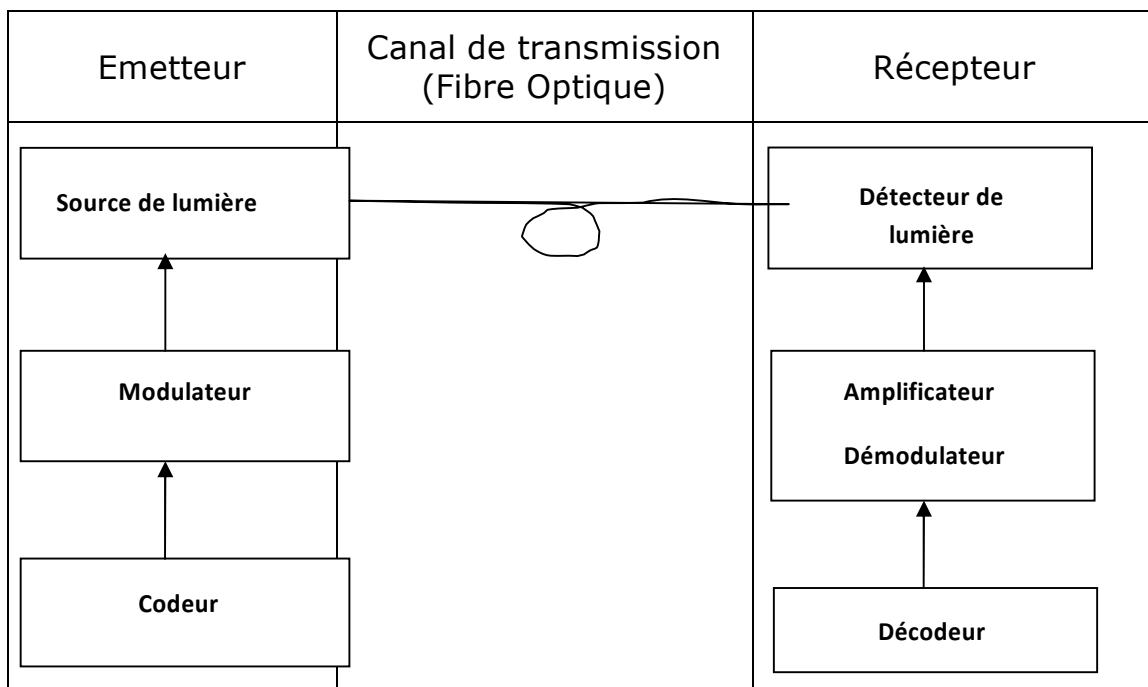 Emetteur
Canal de transmission
(Fibre Optique)
Récepteur
Source de lumière
Détecteur de
lumière
Modulateur
Amplificateur
Démodulateur
Codeur
Décodeur